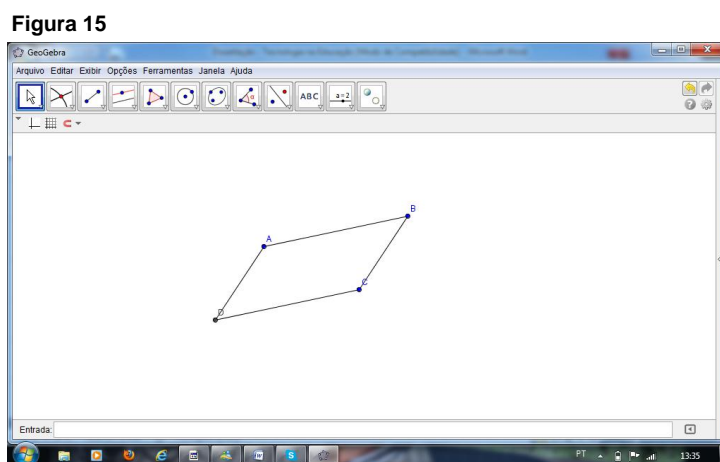 Figura 15
GeoGebra
Arquivo Editar Exibir Opções Ferramentas Janela Ajuda
ABC a=2
B
A
C
D
Entrada:
PT 13:35